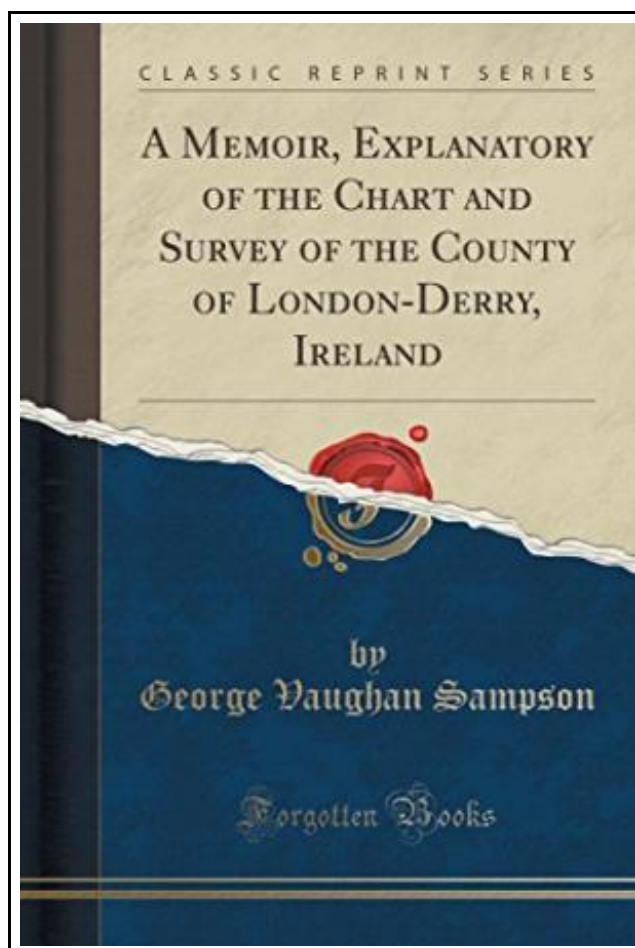 CLASSIC REPRINT SERIES
A MEMOIR, EXPLANATORY
OF THE CHART AND
SURVEY OF THE COUNTY
OF LONDON-DERRY,
IRELAND
F
by
George Vaughan Sampson
Forgotten Books